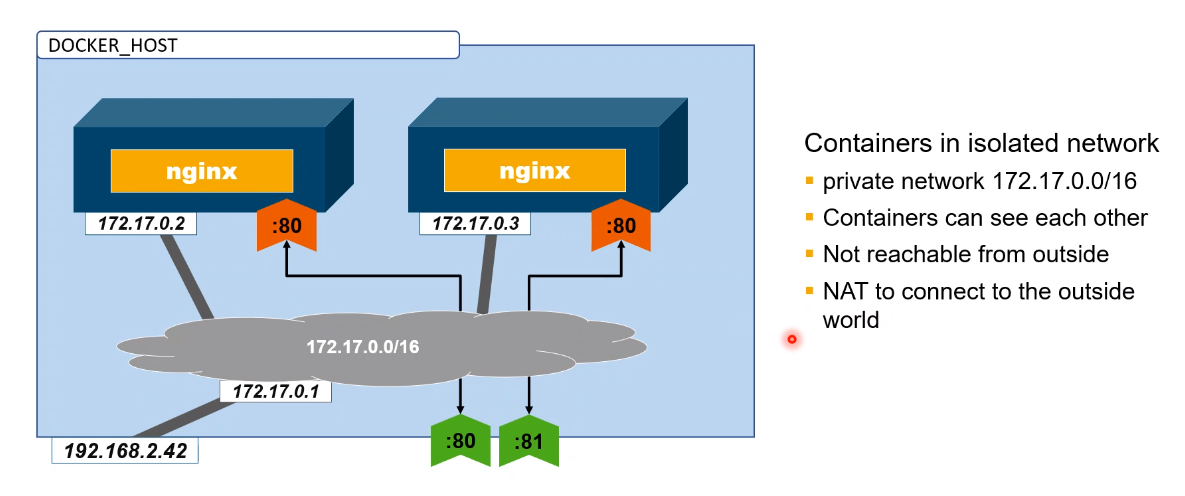 DOCKER_HOST
nginx
nginx
172.17.0.2
:80
172.17.0.3
:80
172.17.0.0/16
172.17.0.1
192.168.2.42
:80
:81
Containers in isolated network
private network 172.17.0.0/16
Containers can see each other
Not reachable from outside
NAT to connect to the outside
world